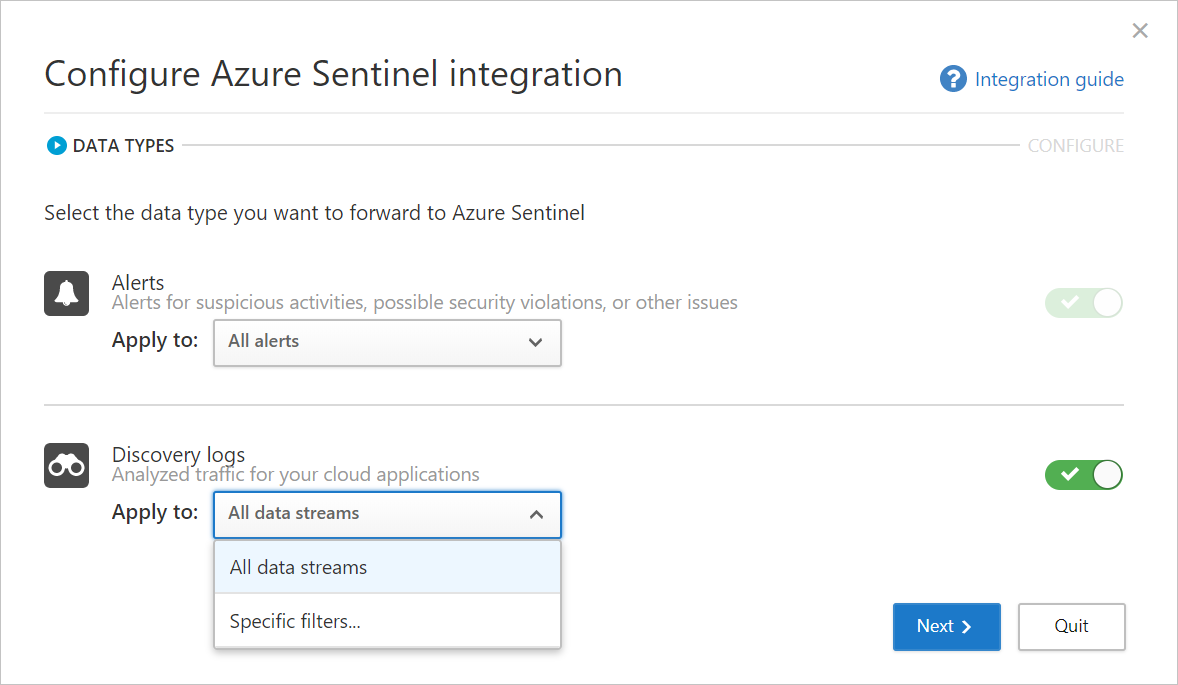 Configure Azure Sentinel integration
Integration guide
DATA TYPES
CONFIGURE
Select the data type you want to forward to Azure Sentinel
Alerts
Alerts for suspicious activities, possible security violations, or other issues
Apply to: All alerts
Discovery logs
Analyzed traffic for your cloud applications
Apply to: All data streams
All data streams
Specific filters...
Next
Quit